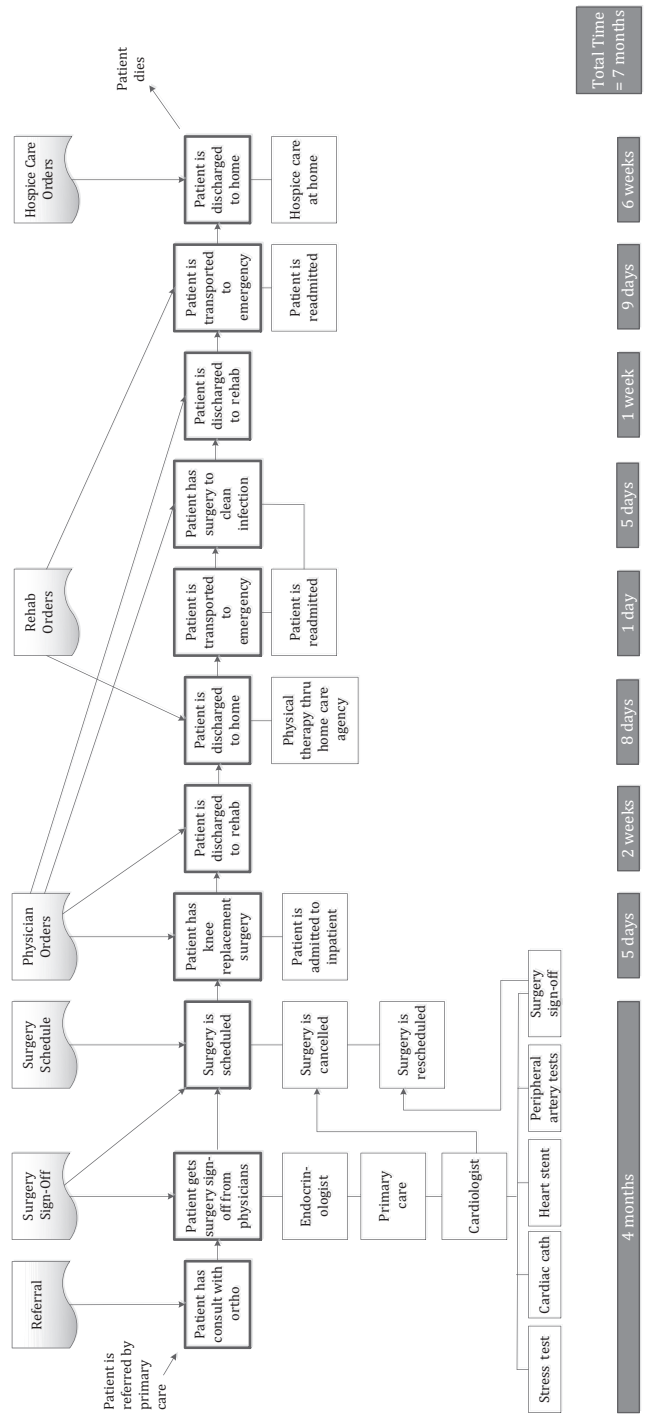 Referral
Surgery
Sign-Off
Surgery
Schedule
Physician
Orders
Rehab
Orders
Hospice Care
Orders
Patient is
referred by
primary
care
Patient has
consult with
ortho
Patient gets
surgery sign-
off from
physicians
Surgery is
scheduled
Patient has
knee
replacement
surgery
Patient is
discharged
to rehab
Patient is
discharged
to home
Patient is
transported
to
emergency
Patient has
surgery to
clean
infection
Patient is
discharged
to rehab
Patient is
transported
to
emergency
Patient is
discharged
to home
Patient
dies
Endocrin-
ologist
Primary
care
Cardiologist
Surgery is
cancelled
Surgery is
rescheduled
Patient is
admitted to
inpatient
Physical
therapy thru
home care
agency
Patient is
readmitted
Patient is
readmitted
Hospice care
at home
Stress test
Cardiac cath
Heart stent
Peripheral
artery tests
Surgery
sign-off
4 months
5 days
2 weeks
8 days
1 day
5 days
1 week
9 days
6 weeks
Total Time
= 7 months